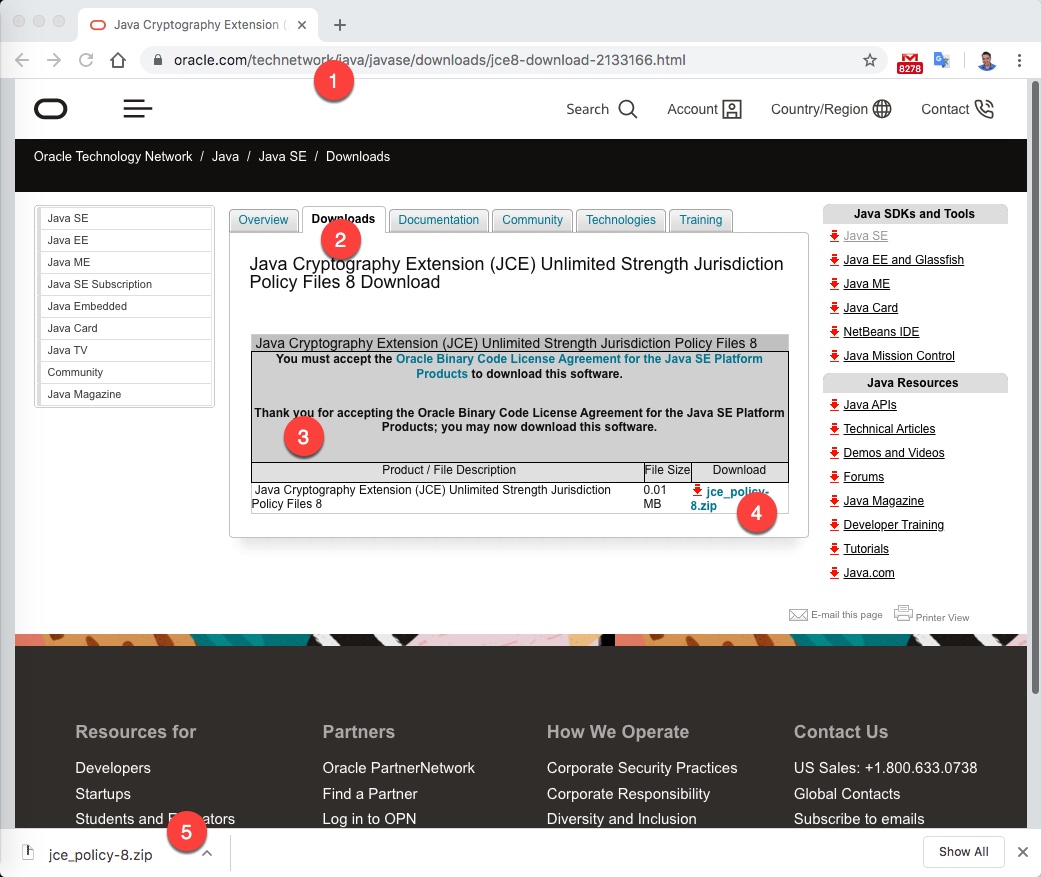 Java Cryptography Extension (
oracle.com/technetwork/java/javase/downloads/jce8-download-2133166.html
8278
1
Search
Account
Country/Region
Contact
Oracle Technology Network / Java / Java SE / Downloads
Java SE
Java EE
Java ME
Java SE Subscription
Java Embedded
Java Card
Java TV
Community
Java Magazine
Overview
Downloads
Documentation
Community
Technologies
Training
2
Java Cryptography Extension (JCE) Unlimited Strength Jurisdiction
Policy Files 8 Download
Java Cryptography Extension (JCE) Unlimited Strength Jurisdiction Policy Files 8
You must accept the Oracle Binary Code License Agreement for the Java SE Platform
Products to download this software.
Thank you for accepting the Oracle Binary Code License Agreement for the Java SE Platform
Products; you may now download this software.
3
Product / File Description
File Size
Download
Java Cryptography Extension (JCE) Unlimited Strength Jurisdiction
Policy Files 8
0.01
MB
jce_policy-
8.zip
4
Java SDKs and Tools
Java SE
Java EE and Glassfish
Java ME
Java Card
NetBeans IDE
Java Mission Control
Java Resources
Java APIs
Technical Articles
Demos and Videos
Forums
Java Magazine
Developer Training
Tutorials
Java.com
E-mail this page
Printer View
Resources for
Developers
Startups
Students and
Partners
Oracle PartnerNetwork
Find a Partner
Log in to OPN
How We Operate
Corporate Security Practices
Corporate Responsibility
Diversity and Inclusion
Contact Us
US Sales: +1.800.633.0738
Global Contacts
Subscribe to emails
5
jce_policy-8.zip
Show All